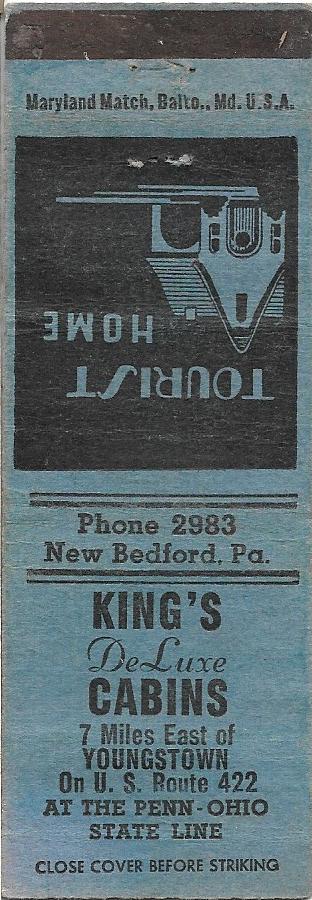 Maryland Match, Balto., Md. U.S.A.
TOURIST
HOME
Phone 2983
New Bedford, Pa.
KING'S
DeLuxe
CABINS
7 Miles East of
YOUNGSTOWN
On U. S. Route 422
AT THE PENN-OHIO
STATE LINE
CLOSE COVER BEFORE STRIKING